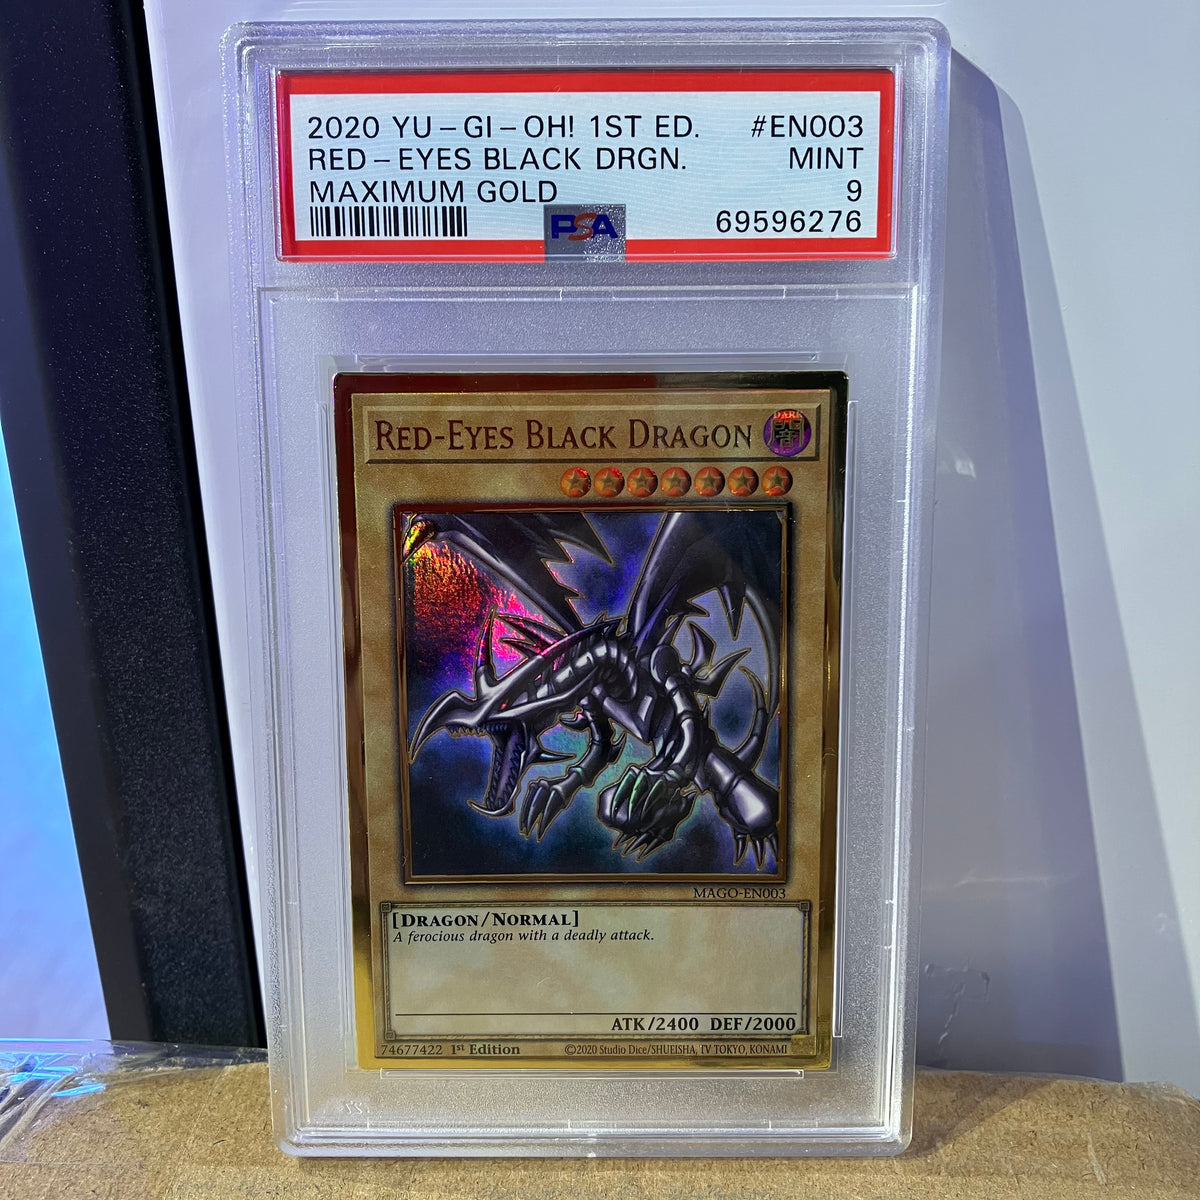 2020 YU-GI-OH! 1ST ED. #EN003
RED-EYES BLACK DRGN. MINT
MAXIMUM GOLD 9
PSA 69596276
RED-EYES BLACK DRAGON
DARK
闇
MAGO-EN003
[DRAGON/NORMAL]
A ferocious dragon with a deadly attack.
ATK/2400 DEF/2000
74677422 1st Edition ©2020 Studio Dice/SHUEISHA, TV TOKYO, KONAMI